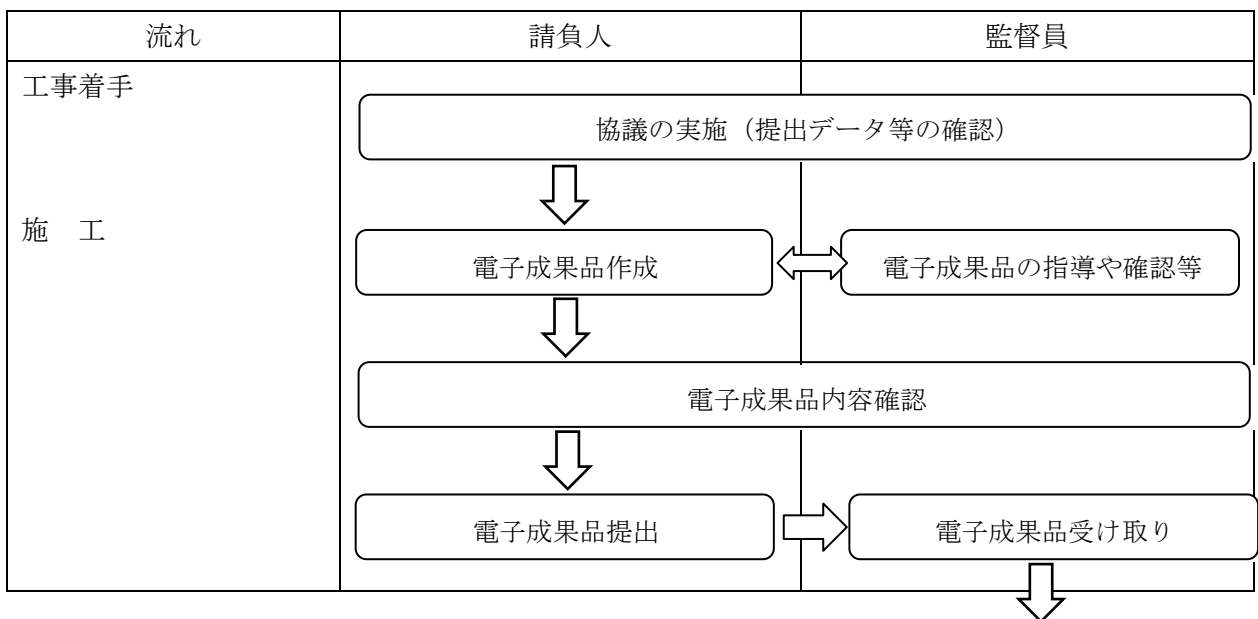 流れ
請負人
監督員
工事着手
協議の実施（提出データ等の確認）
施　工
電子成果品作成
電子成果品の指導や確認等
電子成果品内容確認
電子成果品提出
電子成果品受け取り